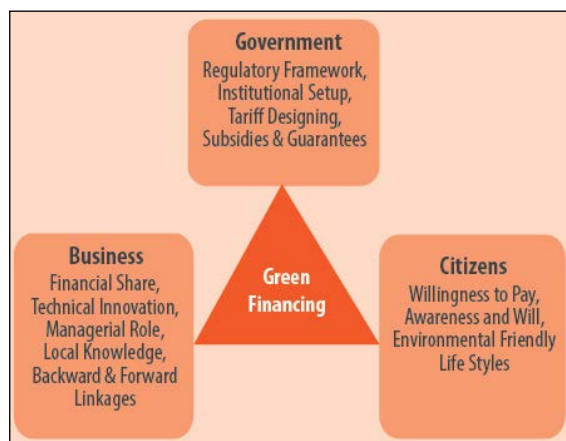 Government
Regulatory Framework,
Institutional Setup,
Tariff Designing,
Subsidies & Guarantees
Business
Financial Share,
Technical Innovation,
Managerial Role,
Local Knowledge,
Backward & Forward
Linkages
Green
Financing
Citizens
Willingness to Pay,
Awareness and Will,
Environmental Friendly
Life Styles